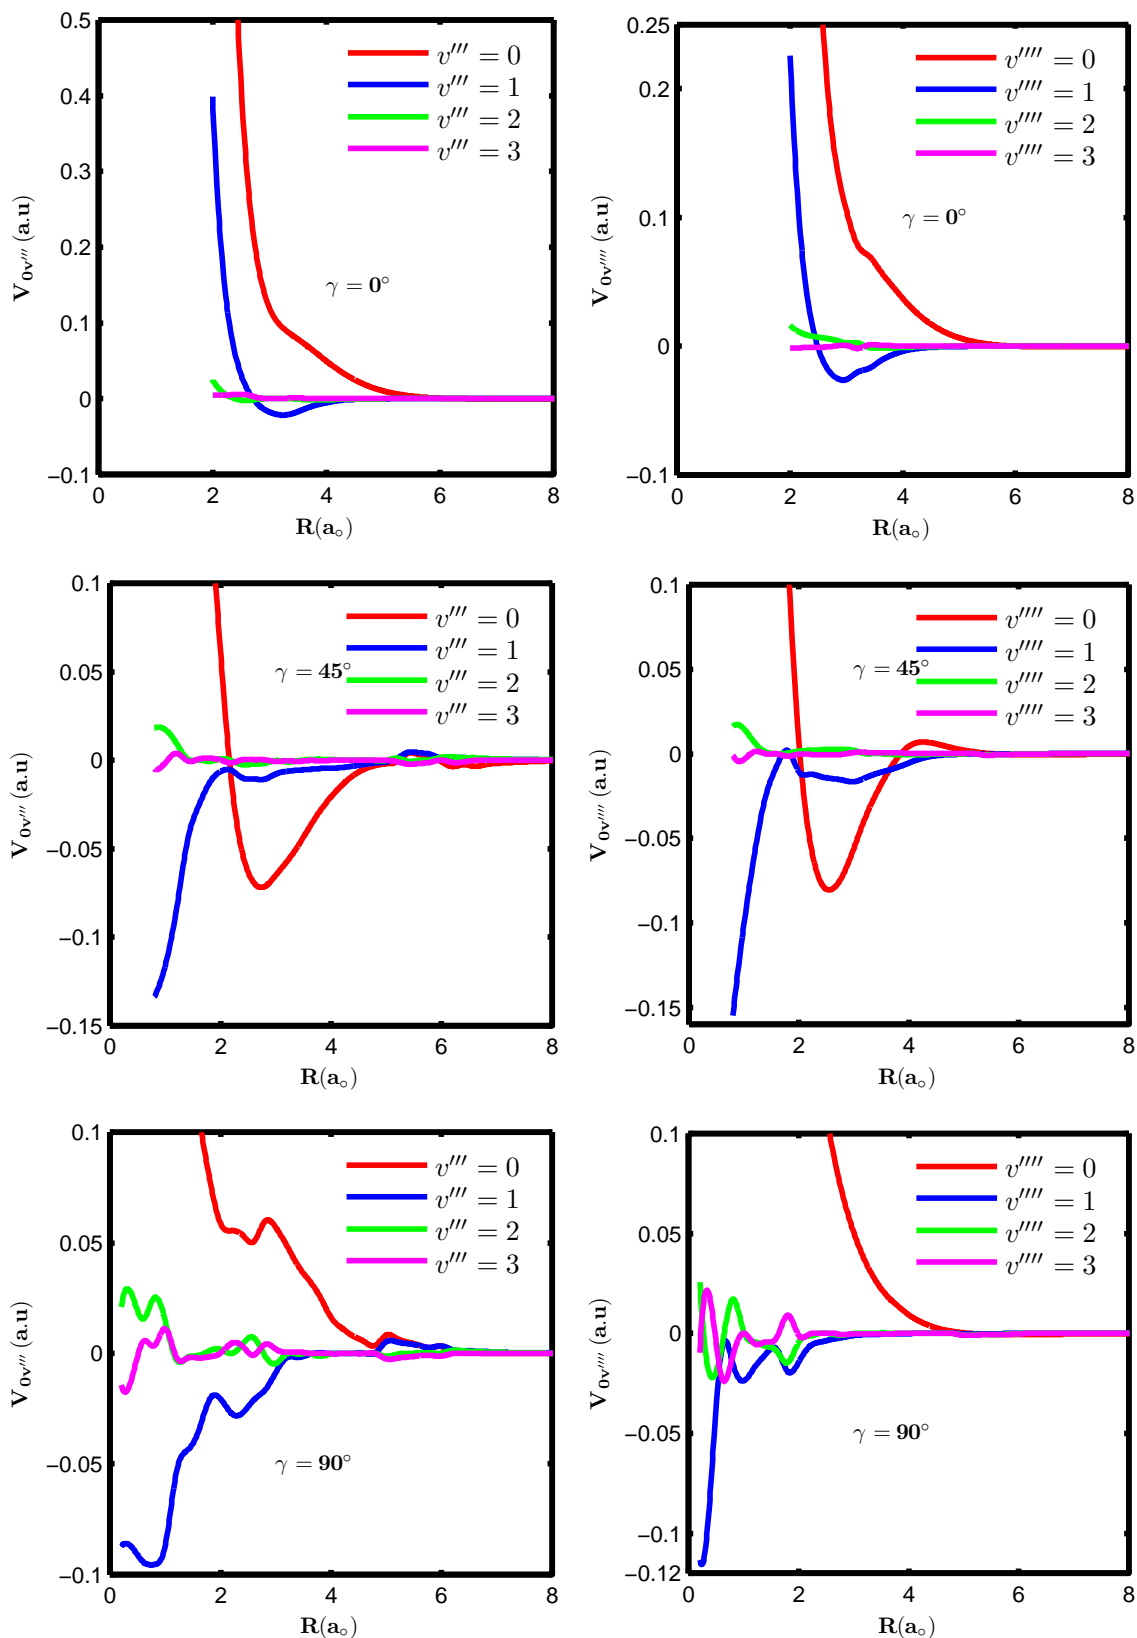 0.5
0.4
0.3
0.2
0.1
0
−0.1
0 2 4 6 8
V₀ᵥ‴ (a.u)
R(a∘)
v‴ = 0
v‴ = 1
v‴ = 2
v‴ = 3
γ = 0°
0.25
0.2
0.1
0
−0.1
0 2 4 6 8
V₀ᵥ⁗ (a.u)
R(a∘)
v⁗ = 0
v⁗ = 1
v⁗ = 2
v⁗ = 3
γ = 0°
0.1
0.05
0
−0.05
−0.1
−0.15
0 2 4 6 8
V₀ᵥ‴ (a.u)
R(a∘)
v‴ = 0
v‴ = 1
v‴ = 2
v‴ = 3
γ = 45°
0.1
0.05
0
−0.05
−0.1
−0.15
0 2 4 6 8
V₀ᵥ⁗ (a.u)
R(a∘)
v⁗ = 0
v⁗ = 1
v⁗ = 2
v⁗ = 3
γ = 45°
0.1
0.05
0
−0.05
−0.1
0 2 4 6 8
V₀ᵥ‴ (a.u)
R(a∘)
v‴ = 0
v‴ = 1
v‴ = 2
v‴ = 3
γ = 90°
0.1
0.05
0
−0.05
−0.1
−0.12
0 2 4 6 8
V₀ᵥ⁗ (a.u)
R(a∘)
v⁗ = 0
v⁗ = 1
v⁗ = 2
v⁗ = 3
γ = 90°